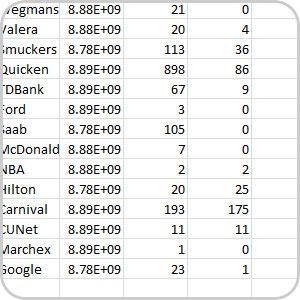 Wegmans 8.88E+09 21 0
Valera 8.88E+09 20 4
Smuckers 8.78E+09 113 36
Quicken 8.89E+09 898 86
TDBank 8.89E+09 67 9
Ford 8.89E+09 3 0
Saab 8.78E+09 105 0
McDonald 8.88E+09 7 0
NBA 8.88E+09 2 2
Hilton 8.78E+09 20 25
Carnival 8.89E+09 193 175
CUNet 8.89E+09 11 11
Marchex 8.89E+09 1 0
Google 8.78E+09 23 1